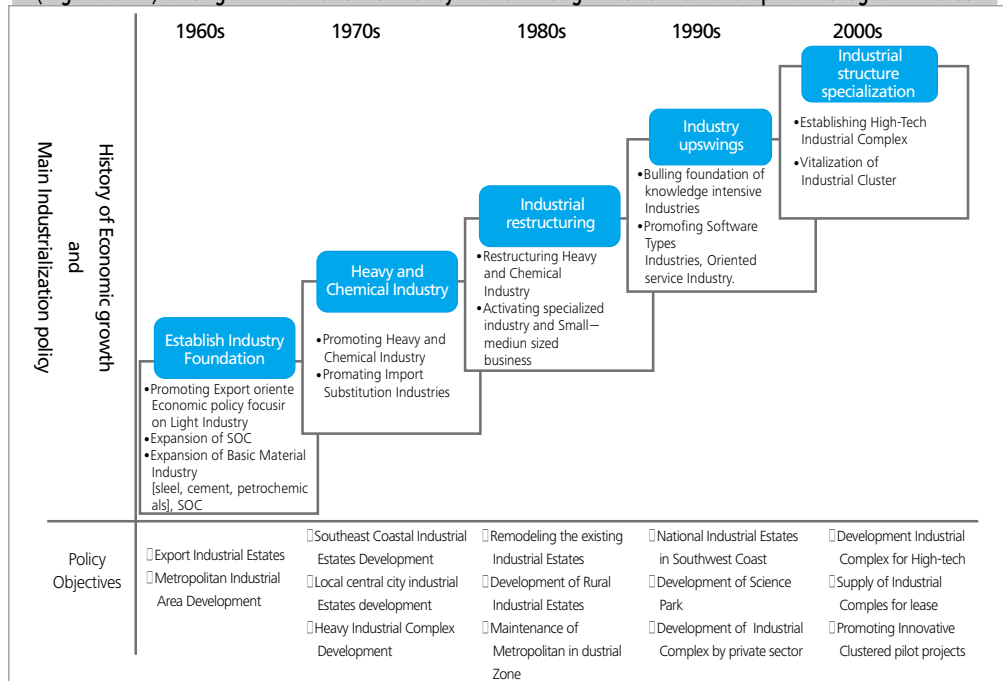 1960s
1970s
1980s
1990s
2000s
History of Economic growth
and
Main Industrialization policy
Establish Industry
Foundation
•Promoting Export oriente
Economic policy focusir
on Light Industry
•Expansion of SOC
•Expansion of Basic Material
Industry
[sleel, cement, petrochemic
als], SOC
Heavy and
Chemical Industry
•Promoting Heavy and
Chemical Industry
•Promating Import
Substitution Industries
Industrial
restructuring
•Restructuring Heavy
and Chemical
Industry
•Activating specialized
industry and Small−
mediun sized
business
Industry
upswings
•Bulling foundation of
knowledge intensive
Industries
•Promofing Software
Types
Industries, Oriented
service Industry.
Industrial
structure
specialization
•Establishing High-Tech
Industrial Complex
•Vitalization of
Industrial Cluster
Policy
Objectives
Export Industrial Estates
Metropolitan Industrial
Area Development
Southeast Coastal Industrial
Estates Development
Local central city industrial
Estates development
Heavy Industrial Complex
Development
Remodeling the existing
Industrial Estates
Development of Rural
Industrial Estates
Maintenance of
Metropolitan in dustrial
Zone
National Industrial Estates
in Southwest Coast
Development of Science
Park
Development of Industrial
Complex by private sector
Development Industrial
Complex for High-tech
Supply of Industrial
Comples for lease
Promoting Innovative
Clustered pilot projects